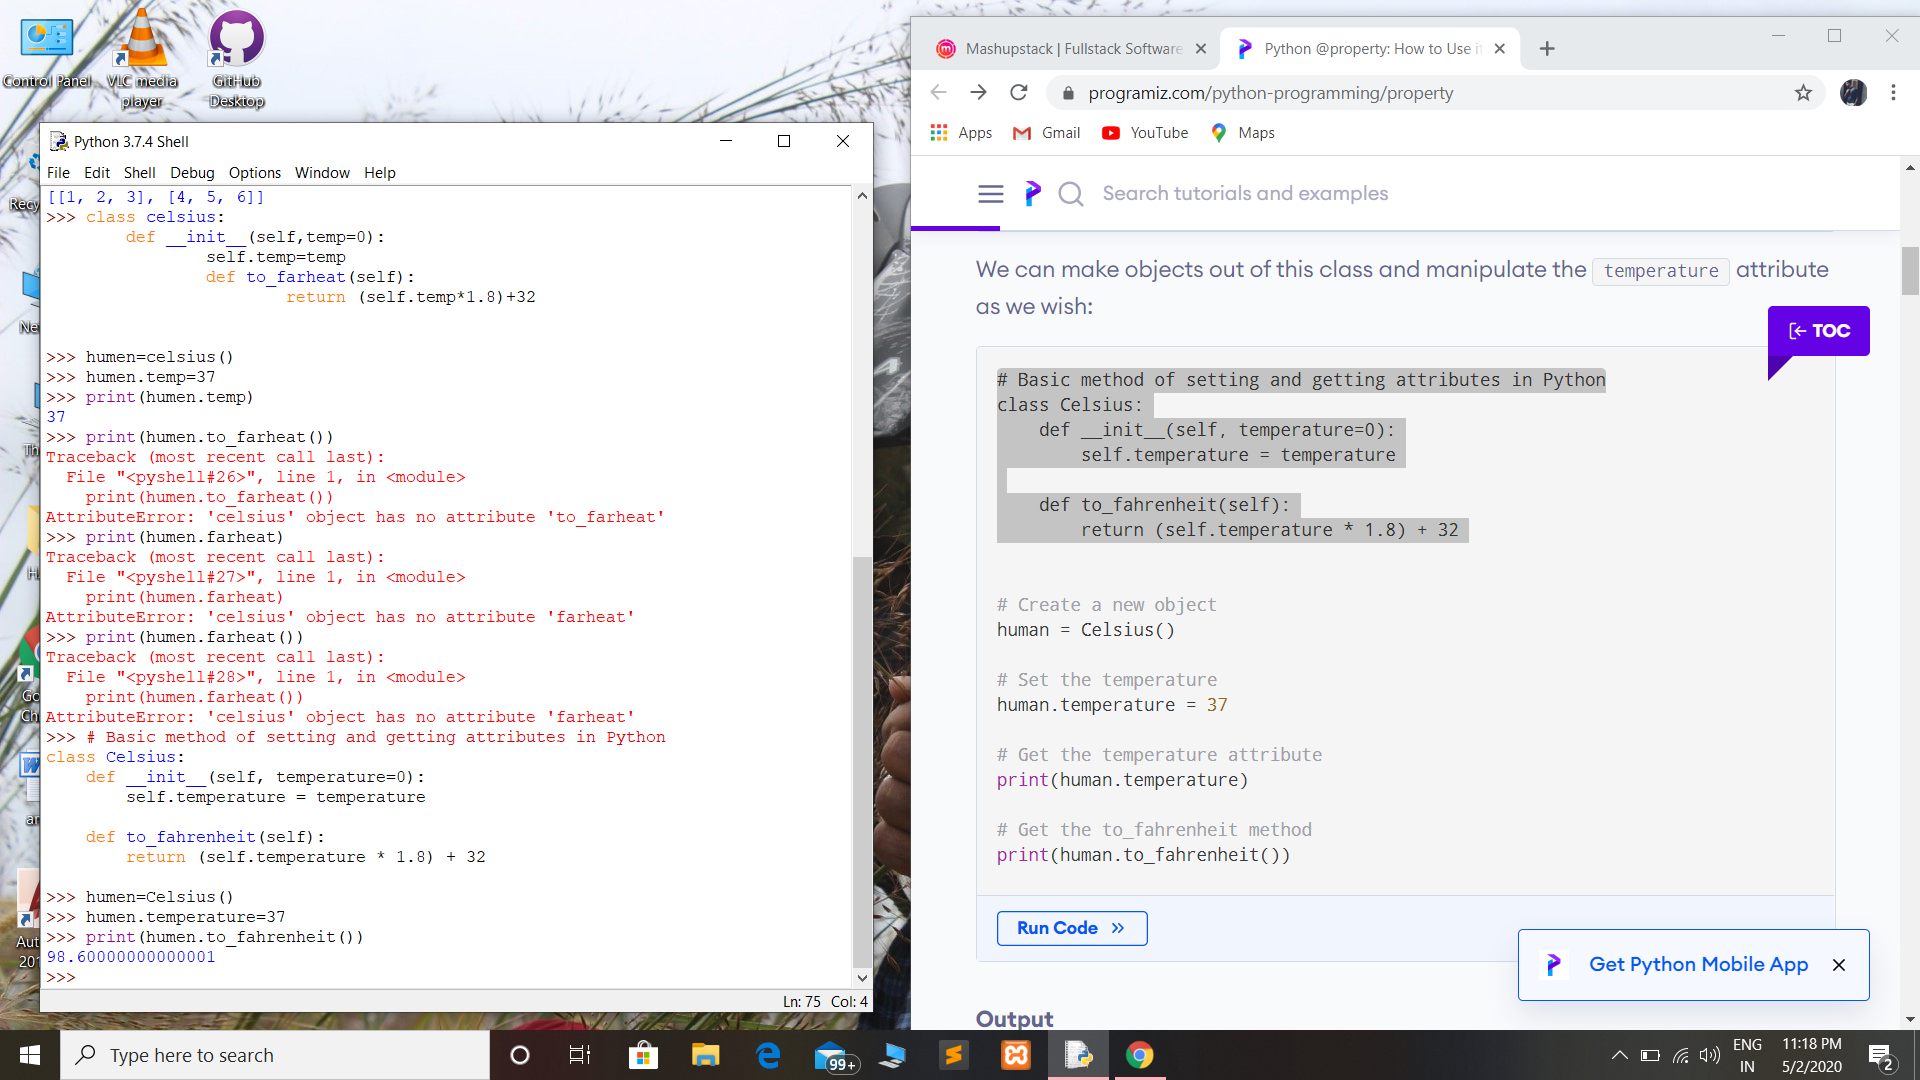 Control Panel
VLC media
player
GitHub
Desktop
Python 3.7.4 Shell
File Edit Shell Debug Options Window Help
[[1, 2, 3], [4, 5, 6]]
>>> class celsius:
def __init__(self,temp=0):
self.temp=temp
def to_farheat(self):
return (self.temp*1.8)+32
>>> humen=celsius()
>>> humen.temp=37
>>> print(humen.temp)
37
>>> print(humen.to_farheat())
Traceback (most recent call last):
File "<pyshell#26>", line 1, in <module>
print(humen.to_farheat())
AttributeError: 'celsius' object has no attribute 'to_farheat'
>>> print(humen.farheat)
Traceback (most recent call last):
File "<pyshell#27>", line 1, in <module>
print(humen.farheat)
AttributeError: 'celsius' object has no attribute 'farheat'
>>> print(humen.farheat())
Traceback (most recent call last):
File "<pyshell#28>", line 1, in <module>
print(humen.farheat())
AttributeError: 'celsius' object has no attribute 'farheat'
>>> # Basic method of setting and getting attributes in Python
class Celsius:
def __init__(self, temperature=0):
self.temperature = temperature
def to_fahrenheit(self):
return (self.temperature * 1.8) + 32
>>> humen=Celsius()
>>> humen.temperature=37
>>> print(humen.to_fahrenheit())
98.60000000000001
>>>
Ln: 75 Col: 4
Mashupstack | Fullstack Software
Python @property: How to Use it
programiz.com/python-programming/property
Apps Gmail YouTube Maps
Search tutorials and examples
We can make objects out of this class and manipulate the temperature attribute
as we wish:
TOC
# Basic method of setting and getting attributes in Python
class Celsius:
def __init__(self, temperature=0):
self.temperature = temperature
def to_fahrenheit(self):
return (self.temperature * 1.8) + 32
# Create a new object
human = Celsius()
# Set the temperature
human.temperature = 37
# Get the temperature attribute
print(human.temperature)
# Get the to_fahrenheit method
print(human.to_fahrenheit())
Run Code
Get Python Mobile App
Output
Type here to search
99+
ENG
IN
11:18 PM
5/2/2020
2